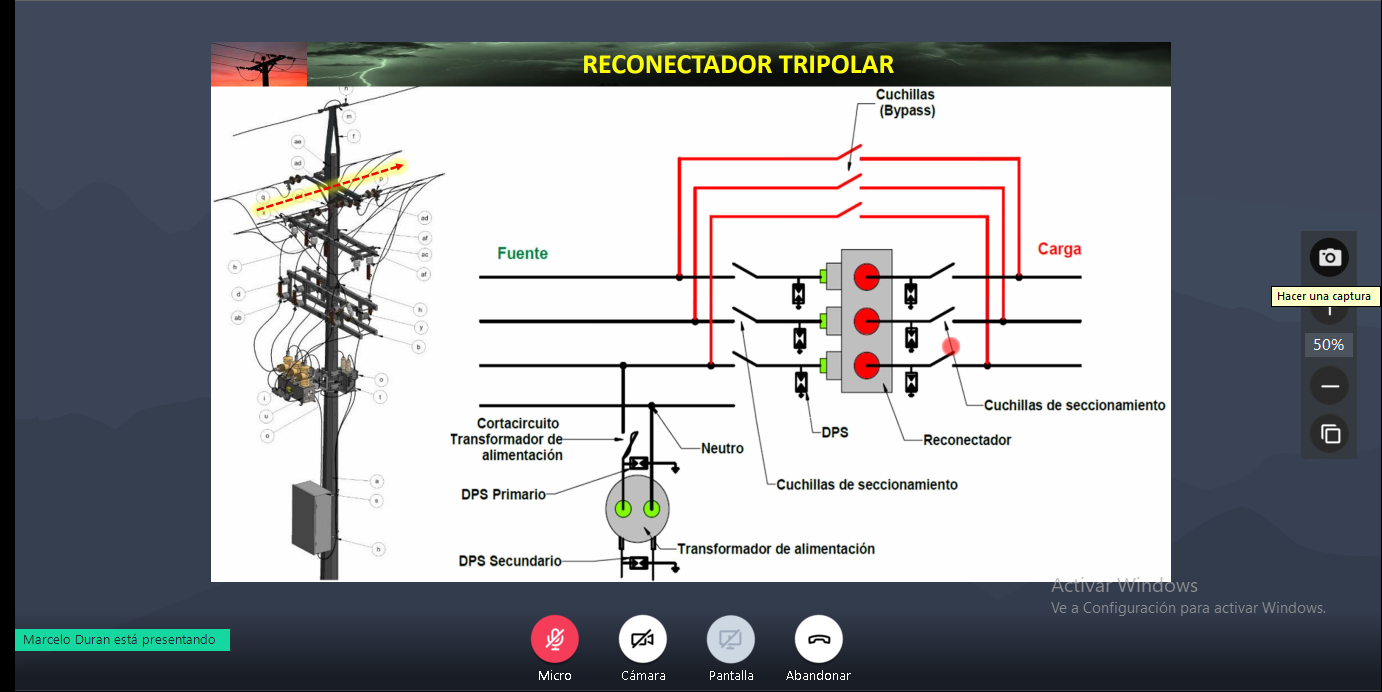 RECONECTADOR TRIPOLAR
Cuchillas
(Bypass)
Fuente
Carga
Cuchillas de seccionamiento
DPS
Reconectador
Cortacircuito
Transformador de
alimentación
Neutro
Cuchillas de seccionamiento
DPS Primario
Transformador de alimentación
DPS Secundario
n
m
f
ae
ad
p
q
x
ad
af
ac
af
h
d
h
ab
y
b
o
i
t
u
o
a
s
h
Hacer una captura
50%
Activar Windows
Ve a Configuración para activar Windows.
Marcelo Duran está presentando
Micro
Cámara
Pantalla
Abandonar